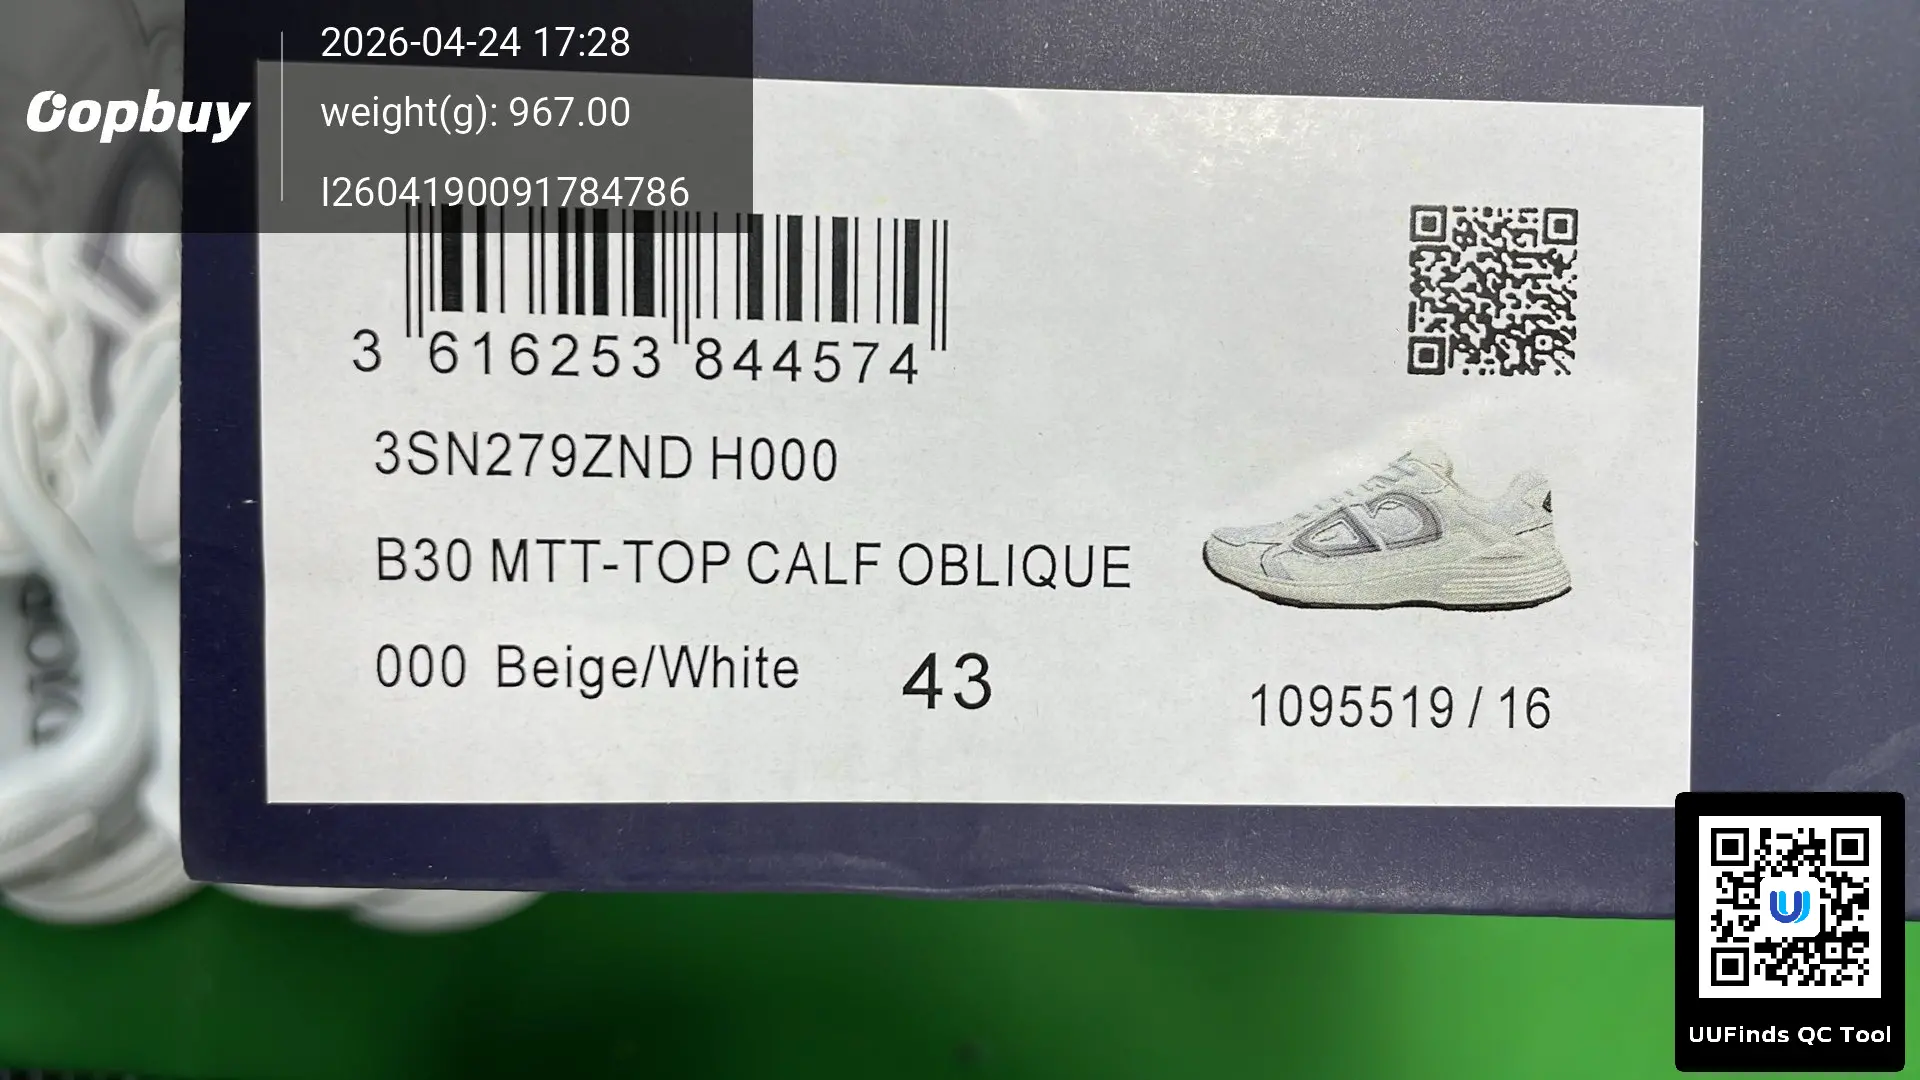 Oopbuy
2026-04-24 17:28
weight(g): 967.00
I2604190091784786
3 616253 844574
3SN279ZND H000
B30 MTT-TOP CALF OBLIQUE
000 Beige/White 43
1095519 / 16
UUFinds QC Tool